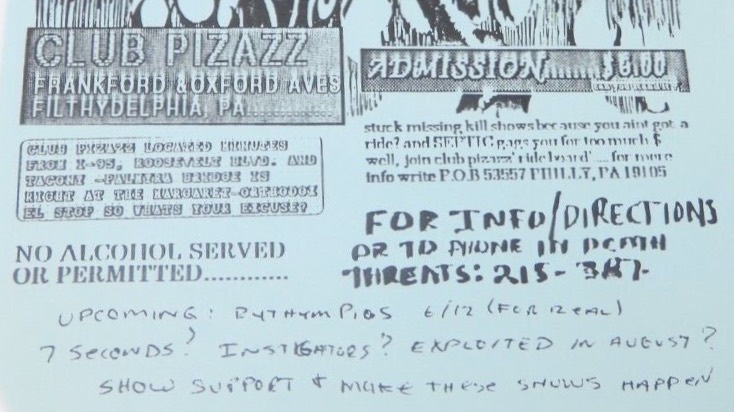 CLUB PIZAZZ
FRANKFORD & OXFORD AVES
FILTHYDELPHIA PA
ADMISSION......$6.00
CLUB PIZAZZ LOCATED MINUTES
FROM I-95, ROOSEVELT BLVD. AND
TACONY-PALMYRA BRIDGE IS
RIGHT AT THE MARGARET-ORTHODOX
EL STOP SO WHATS YOUR EXCUSE?
stuck missing kill shows because you aint got a
ride? and SEPTIC gags you for too much $
well, join club pizazz' ride board' ... for more
info write P.O.B 53557 PHILLY, PA 19105
NO ALCOHOL SERVED
OR PERMITTED............
FOR INFO/DIRECTIONS
OR TO PHONE IN DEATH
THREATS: 215-
UPCOMING: RYTHYM PIGS 6/12 (FOR REAL)
7 SECONDS? INSTIGATORS? EXPLOITED IN AUGUST?
SHOW SUPPORT & MAKE THESE SHOWS HAPPEN